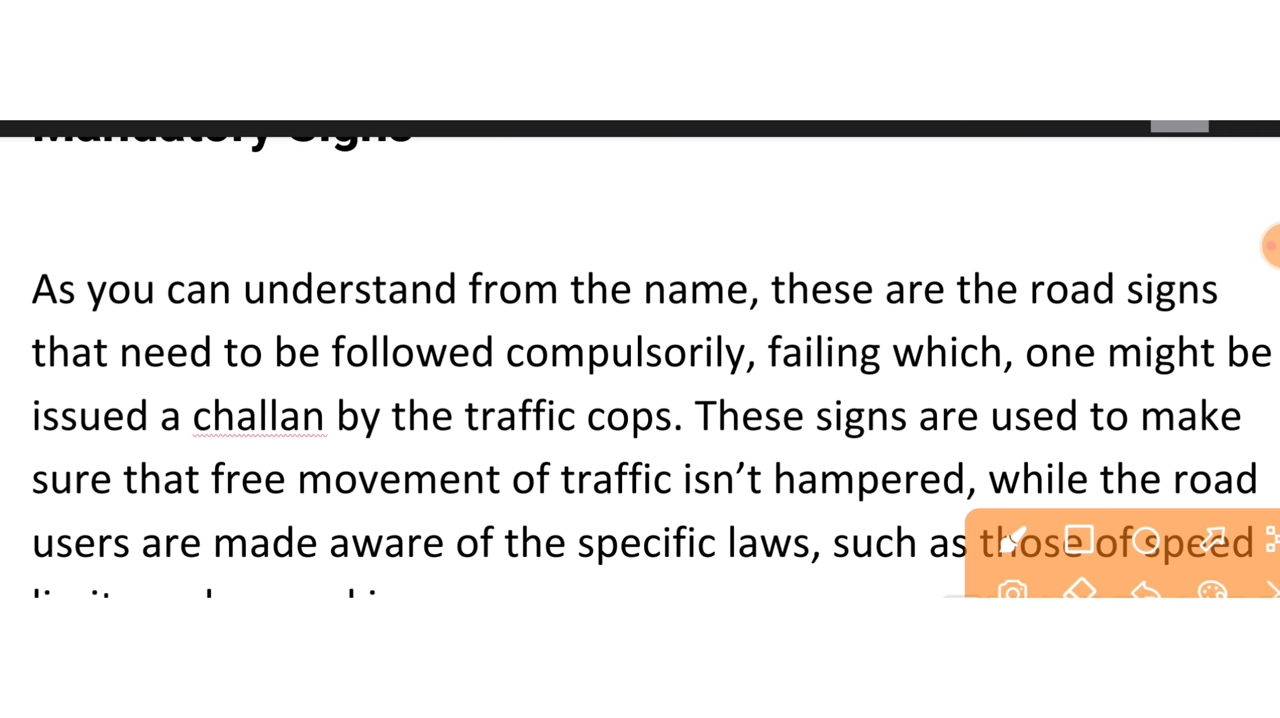 Mandatory Signs
As you can understand from the name, these are the road signs
that need to be followed compulsorily, failing which, one might be
issued a challan by the traffic cops. These signs are used to make
sure that free movement of traffic isn’t hampered, while the road
users are made aware of the specific laws, such as those of speed